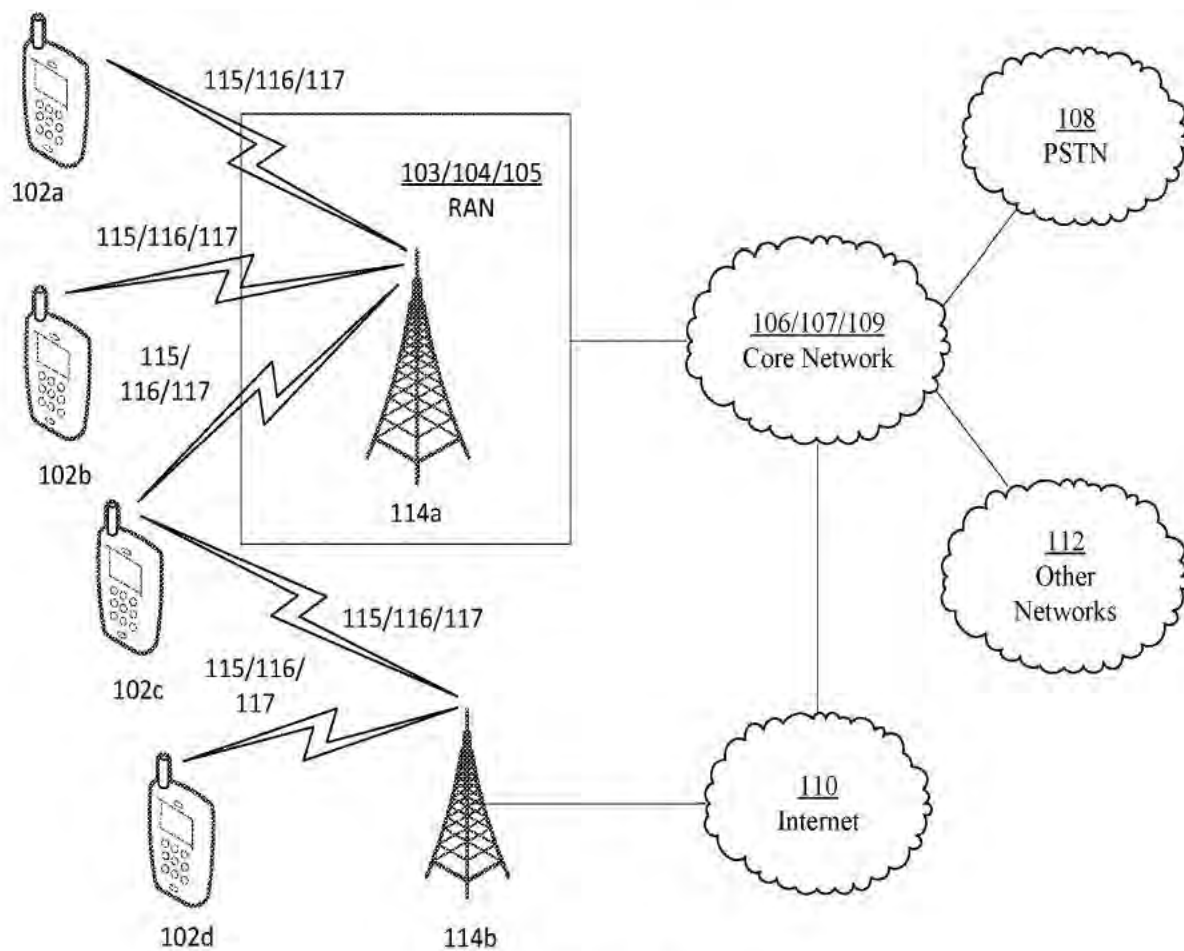 115/116/117
108
PSTN
103/104/105
RAN
102a
115/116/117
106/107/109
Core Network
115/
116/117
102b
114a
112
Other
Networks
115/116/117
102c
115/116/
117
110
Internet
102d
114b